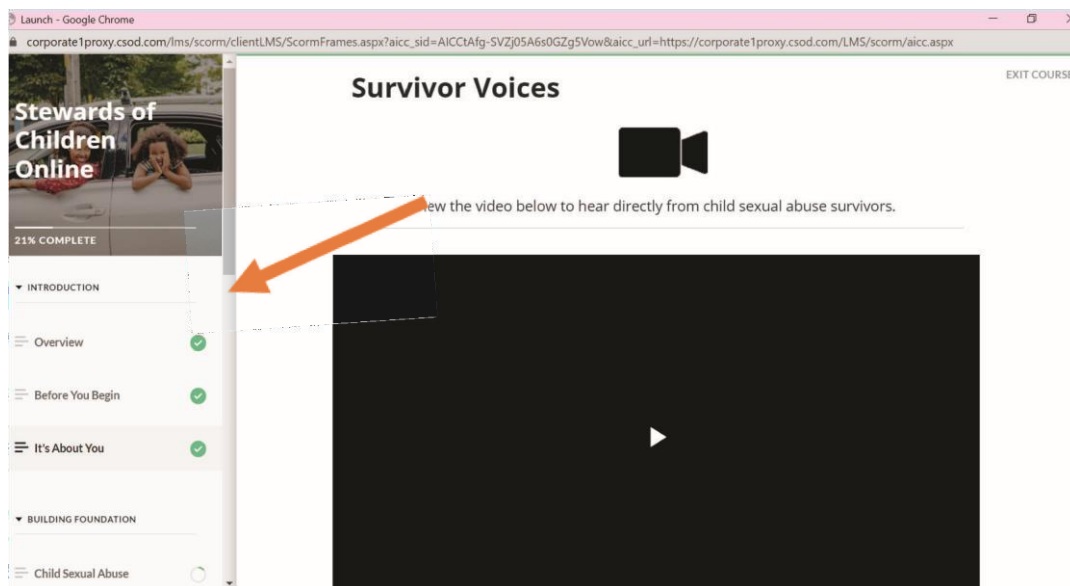 Launch - Google Chrome
corporate1proxy.csod.com/lms/scorm/clientLMS/ScormFrames.aspx?aicc_sid=AICCtAfg-SVZj05A6s0GZg5Vow&aicc_url=https://corporate1proxy.csod.com/LMS/scorm/aicc.aspx
Stewards of
Children
Online
21% COMPLETE
INTRODUCTION
Overview
Before You Begin
It's About You
BUILDING FOUNDATION
Child Sexual Abuse
EXIT COURSE
Survivor Voices
the video below to hear directly from child sexual abuse survivors.